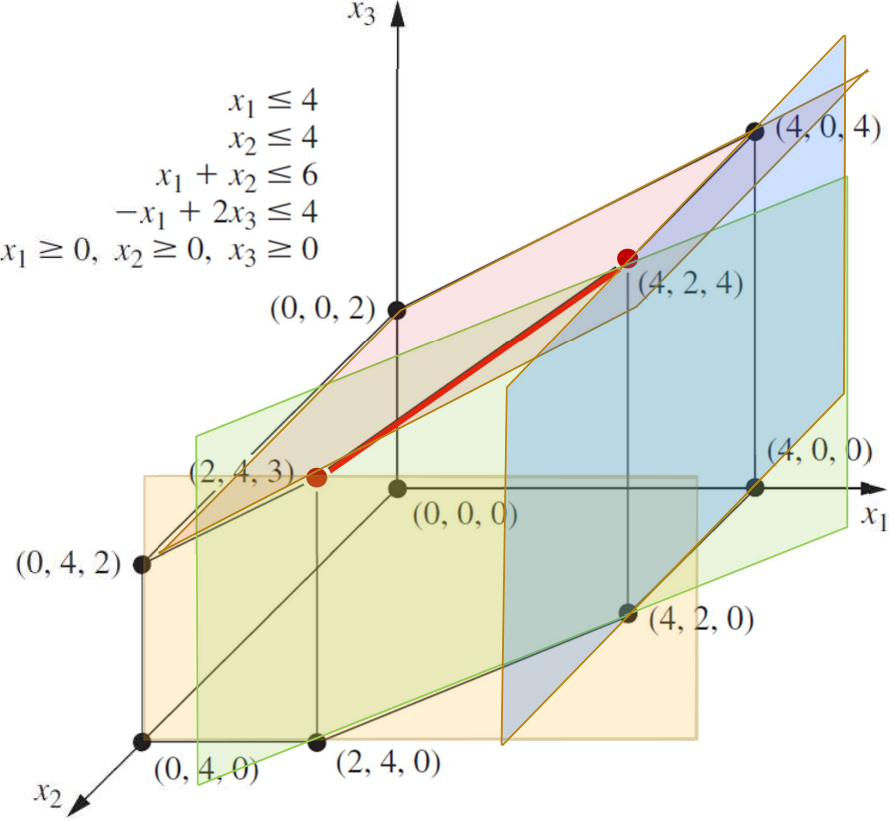 x₃
x₁ ≤ 4
x₂ ≤ 4
x₁ + x₂ ≤ 6
−x₁ + 2x₃ ≤ 4
x₁ ≥ 0, x₂ ≥ 0, x₃ ≥ 0
(4, 0, 4)
(4, 2, 4)
(0, 0, 2)
(2, 4, 3)
(4, 0, 0)
(0, 0, 0)
x₁
(0, 4, 2)
(4, 2, 0)
(0, 4, 0)
(2, 4, 0)
x₂